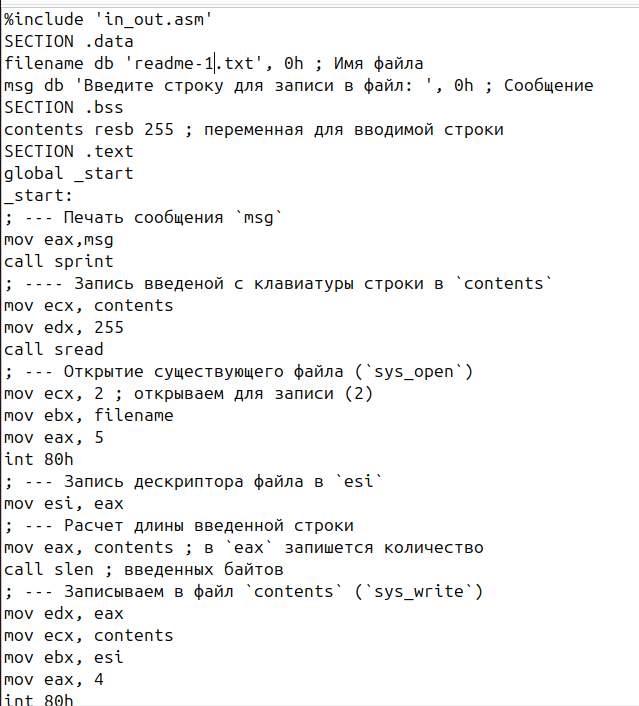 %include 'in_out.asm'
SECTION .data
filename db 'readme-1.txt', 0h ; Имя файла
msg db 'Введите строку для записи в файл: ', 0h ; Сообщение
SECTION .bss
contents resb 255 ; переменная для вводимой строки
SECTION .text
global _start
_start:
; --- Печать сообщения `msg`
mov eax,msg
call sprint
; ---- Запись введеной с клавиатуры строки в `contents`
mov ecx, contents
mov edx, 255
call sread
; --- Открытие существующего файла (`sys_open`)
mov ecx, 2 ; открываем для записи (2)
mov ebx, filename
mov eax, 5
int 80h
; --- Запись дескриптора файла в `esi`
mov esi, eax
; --- Расчет длины введенной строки
mov eax, contents ; в `eax` запишется количество
call slen ; введенных байтов
; --- Записываем в файл `contents` (`sys_write`)
mov edx, eax
mov ecx, contents
mov ebx, esi
mov eax, 4
int 80h